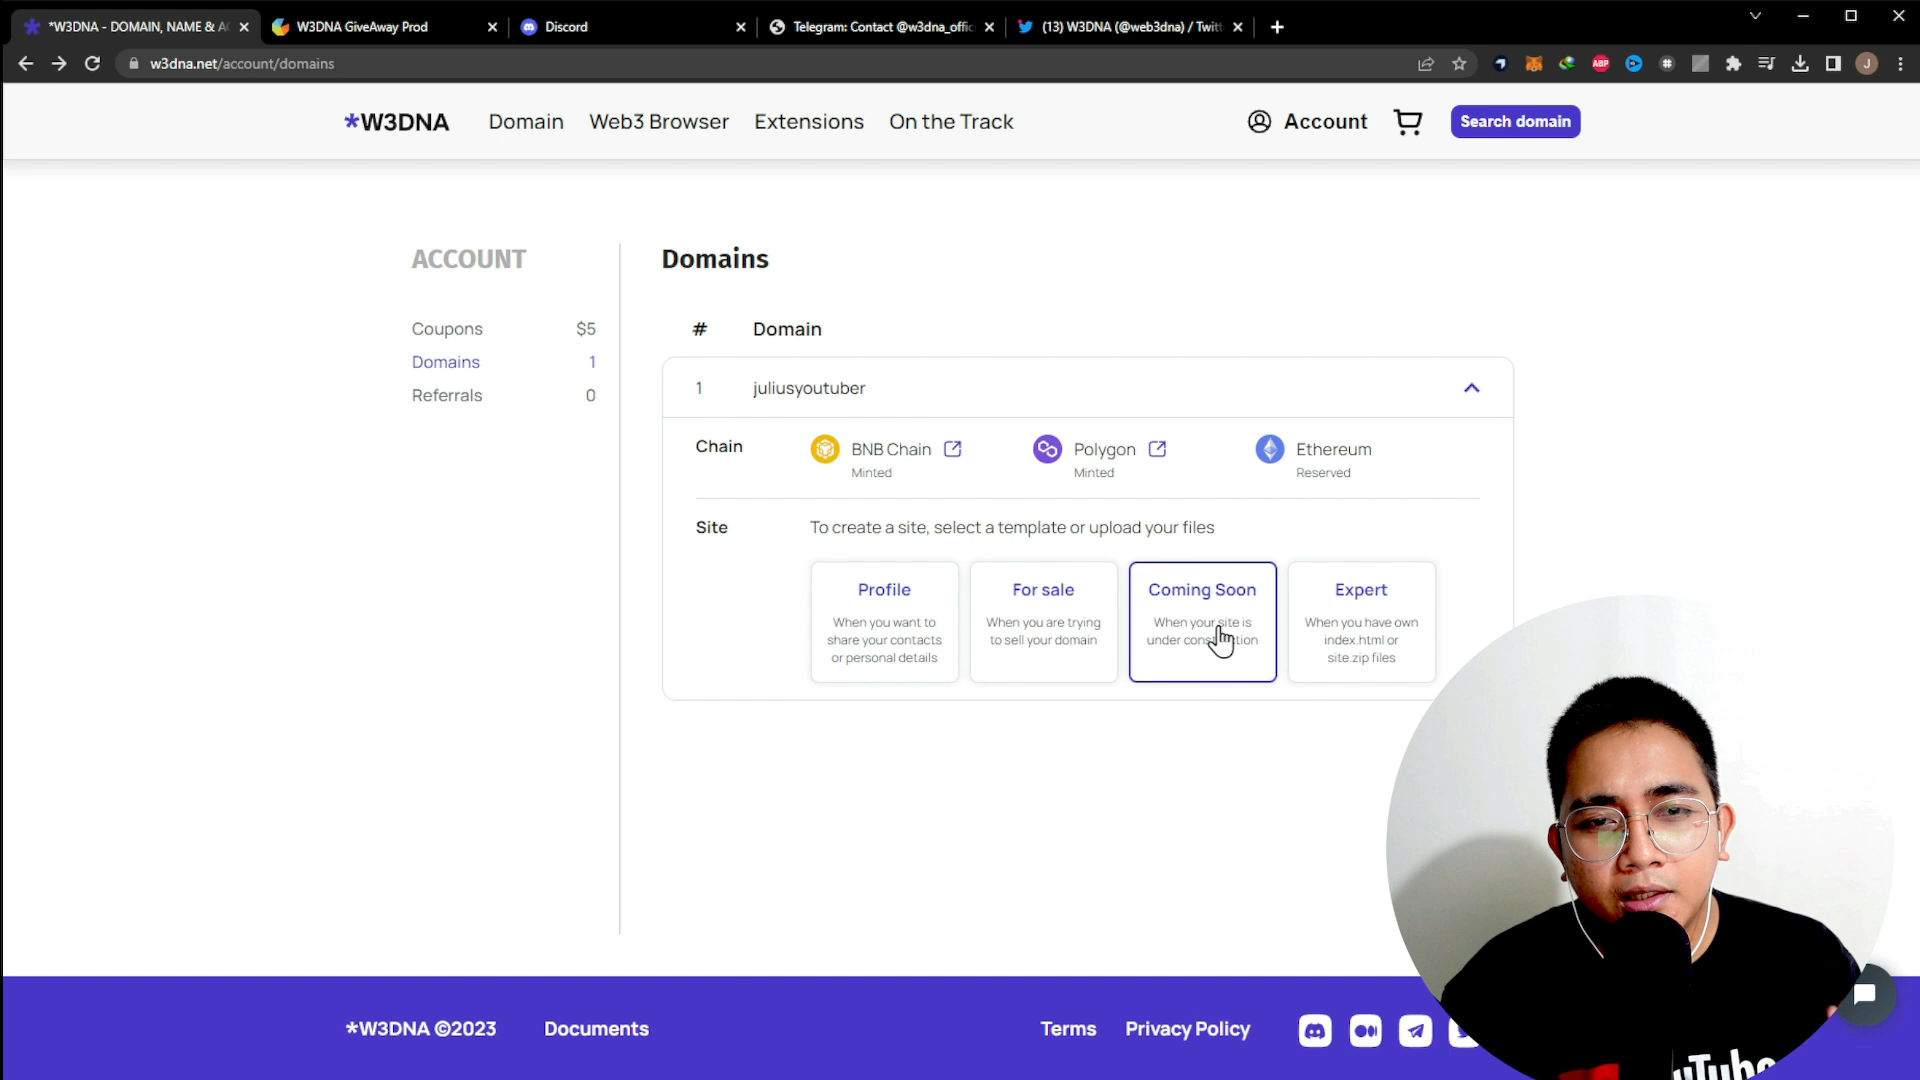 *W3DNA - DOMAIN, NAME & A
W3DNA GiveAway Prod
Discord
Telegram: Contact @w3dna_offic
(13) W3DNA (@web3dna) / Twitt
w3dna.net/account/domains
ABP
J
*W3DNA
Domain
Web3 Browser
Extensions
On the Track
Account
Search domain
ACCOUNT
Coupons $5
Domains 1
Referrals 0
Domains
# Domain
1 juliusyoutuber
Chain
BNB Chain
Minted
Polygon
Minted
Ethereum
Reserved
Site
To create a site, select a template or upload your files
Profile
When you want to
share your contacts
or personal details
For sale
When you are trying
to sell your domain
Coming Soon
When your site is
under construction
Expert
When you have own
index.html or
site.zip files
*W3DNA ©2023
Documents
Terms
Privacy Policy